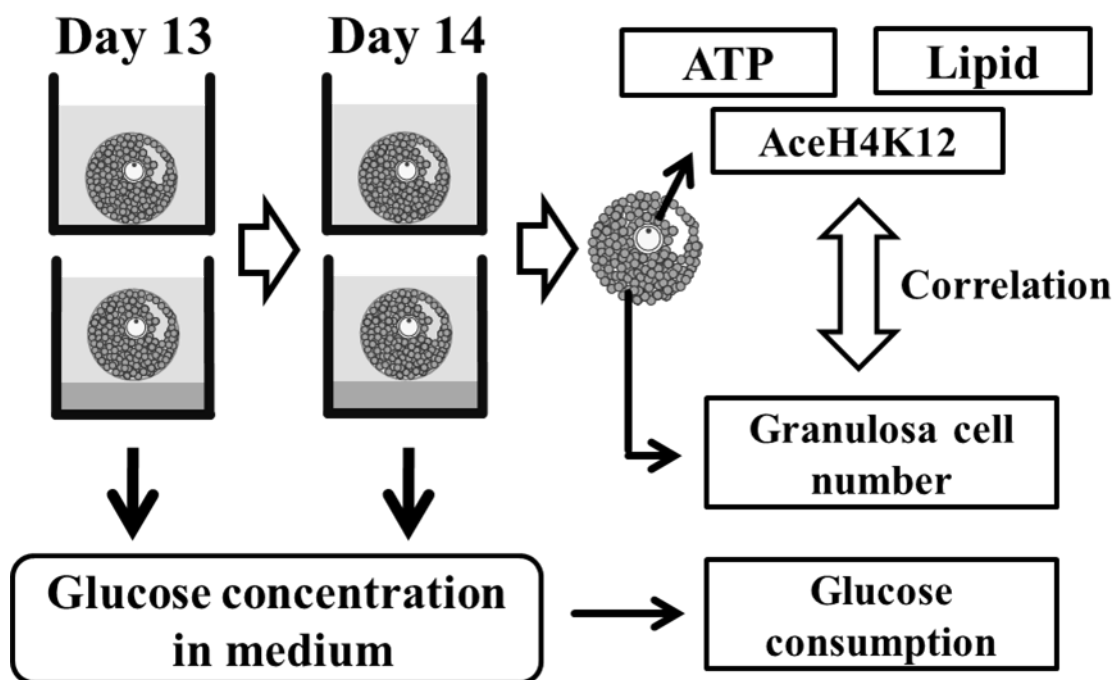 Day 13
Day 14
ATP
Lipid
AceH4K12
Correlation
Granulosa cell
number
Glucose concentration
in medium
Glucose
consumption